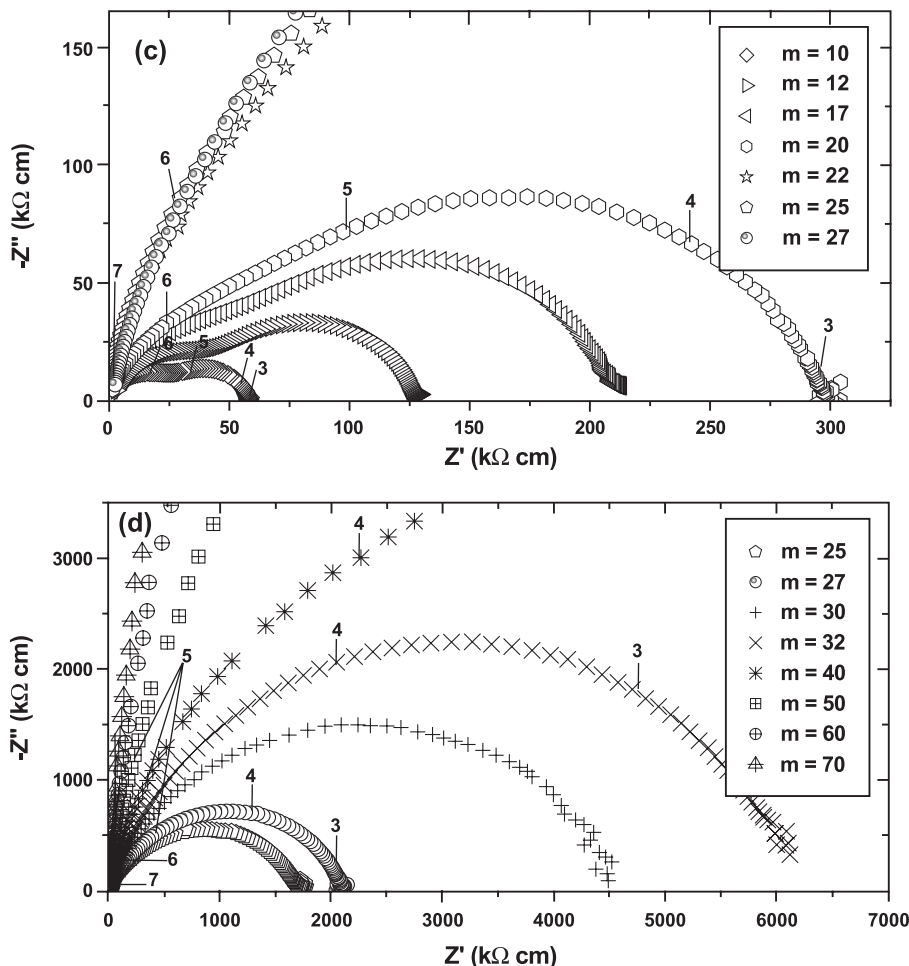 (c)
150
100
50
0
-Z" (kΩ cm)
0
50
100
150
200
250
300
Z' (kΩ cm)
6
7
6
6
5
4
3
5
4
3
m = 10
m = 12
m = 17
m = 20
m = 22
m = 25
m = 27
(d)
3000
2000
1000
0
-Z" (kΩ cm)
0
1000
2000
3000
4000
5000
6000
7000
Z' (kΩ cm)
5
4
4
3
4
3
6
7
m = 25
m = 27
m = 30
m = 32
m = 40
m = 50
m = 60
m = 70